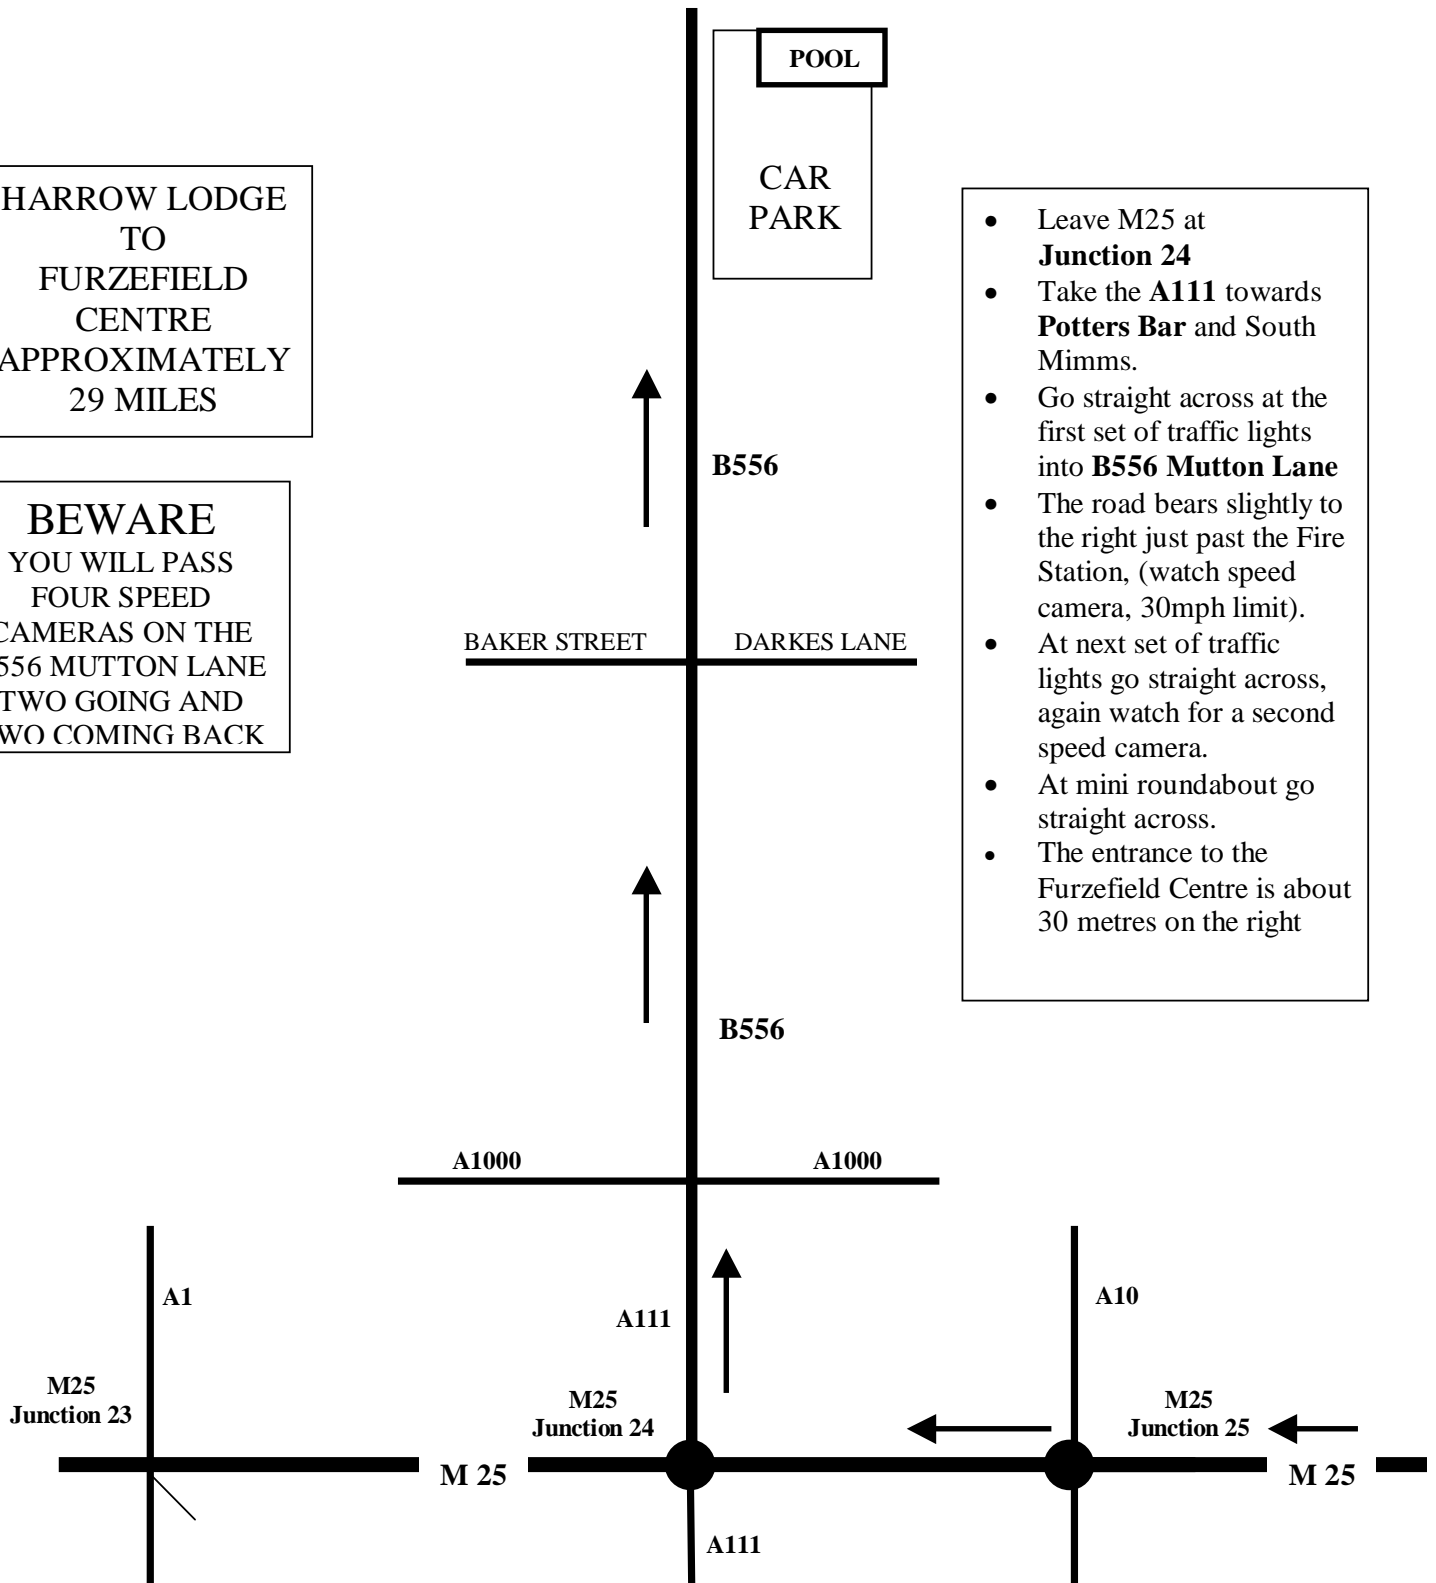 POOL
CAR
PARK
HARROW LODGE
TO
FURZEFIELD
CENTRE
APPROXIMATELY
29 MILES
BEWARE
YOU WILL PASS
FOUR SPEED
CAMERAS ON THE
556 MUTTON LANE
TWO GOING AND
WO COMING BACK
• Leave M25 at
Junction 24
• Take the A111 towards
Potters Bar and South
Mimms.
• Go straight across at the
first set of traffic lights
into B556 Mutton Lane
• The road bears slightly to
the right just past the Fire
Station, (watch speed
camera, 30mph limit).
• At next set of traffic
lights go straight across,
again watch for a second
speed camera.
• At mini roundabout go
straight across.
• The entrance to the
Furzefield Centre is about
30 metres on the right
B556
BAKER STREET
DARKES LANE
B556
A1000
A1000
A1
A111
A10
M25
Junction 23
M25
Junction 24
M25
Junction 25
M 25
M 25
A111